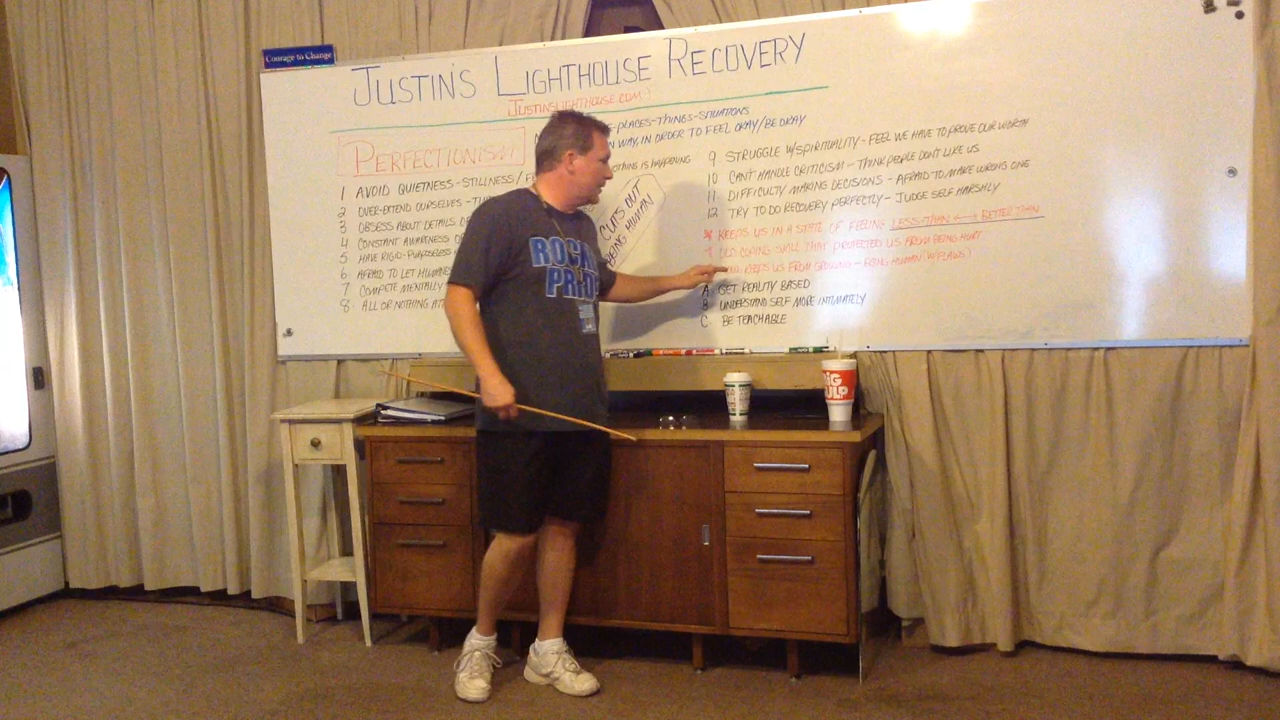 Courage to Change
JUSTIN'S LIGHTHOUSE RECOVERY
JUSTINSLIGHTHOUSE.COM :)
PLACES-THINGS-SITUATIONS
WAY, IN ORDER TO FEEL OKAY/BE OKAY
PERFECTIONISM
NOTHING IS HAPPENING
1 AVOID QUIETNESS-STILLNESS/
2 OVER-EXTEND OURSELVES-
3 OBSESS ABOUT DETAILS
4 CONSTANT AWARENESS
5 HAVE RIGID-PURPOSELESS
6 AFRAID TO LET
7 COMPETE MENTALLY
8 ALL OR NOTHING
CUTS OUT
BEING HUMAN
9 STRUGGLE W/SPIRITUALITY-FEEL WE HAVE TO PROVE OUR WORTH
10 CAN'T HANDLE CRITICISM-THINK PEOPLE DON'T LIKE US
11 DIFFICULTY MAKING DECISIONS-AFRAID TO MAKE WRONG ONE
12 TRY TO DO RECOVERY PERFECTLY-JUDGE SELF HARSHLY
* KEEPS US IN A STATE OF FEELING LESS THAN ⟷ BETTER THAN
OLD COPING SKILL THAT PROTECTED US FROM BEING HURT
KEEPS US FROM GROWING-BEING HUMAN (W/FLAWS)
A. GET REALITY BASED
B UNDERSTAND SELF MORE INTIMATELY
C. BE TEACHABLE
BIG
GULP